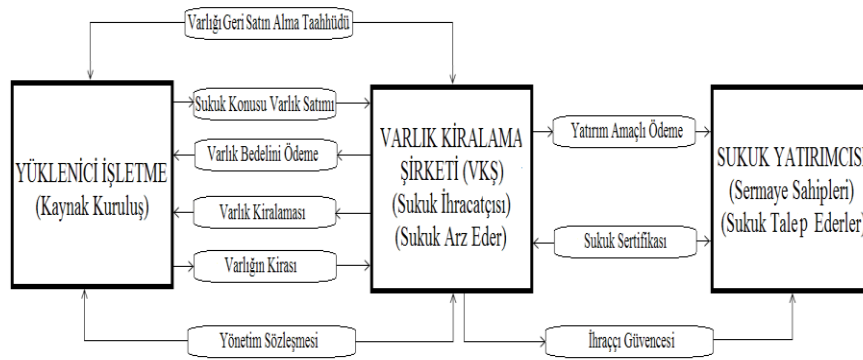 Varlığı Geri Satın Alma Taahhüdü
YÜKLENİCİ İŞLETME
(Kaynak Kuruluş)
Sukuk Konusu Varlık Satımı
Varlık Bedelini Ödeme
Varlık Kiralaması
Varlığın Kirası
VARLIK KİRALAMA
ŞİRKETİ (VKŞ)
(Sukuk İhracatçısı)
(Sukuk Arz Eder)
Yatırım Amaçlı Ödeme
Sukuk Sertifikası
SUKUK YATIRIMCISI
(Sermaye Sahipleri)
(Sukuk Talep Ederler)
Yönetim Sözleşmesi
İhraççı Güvencesi